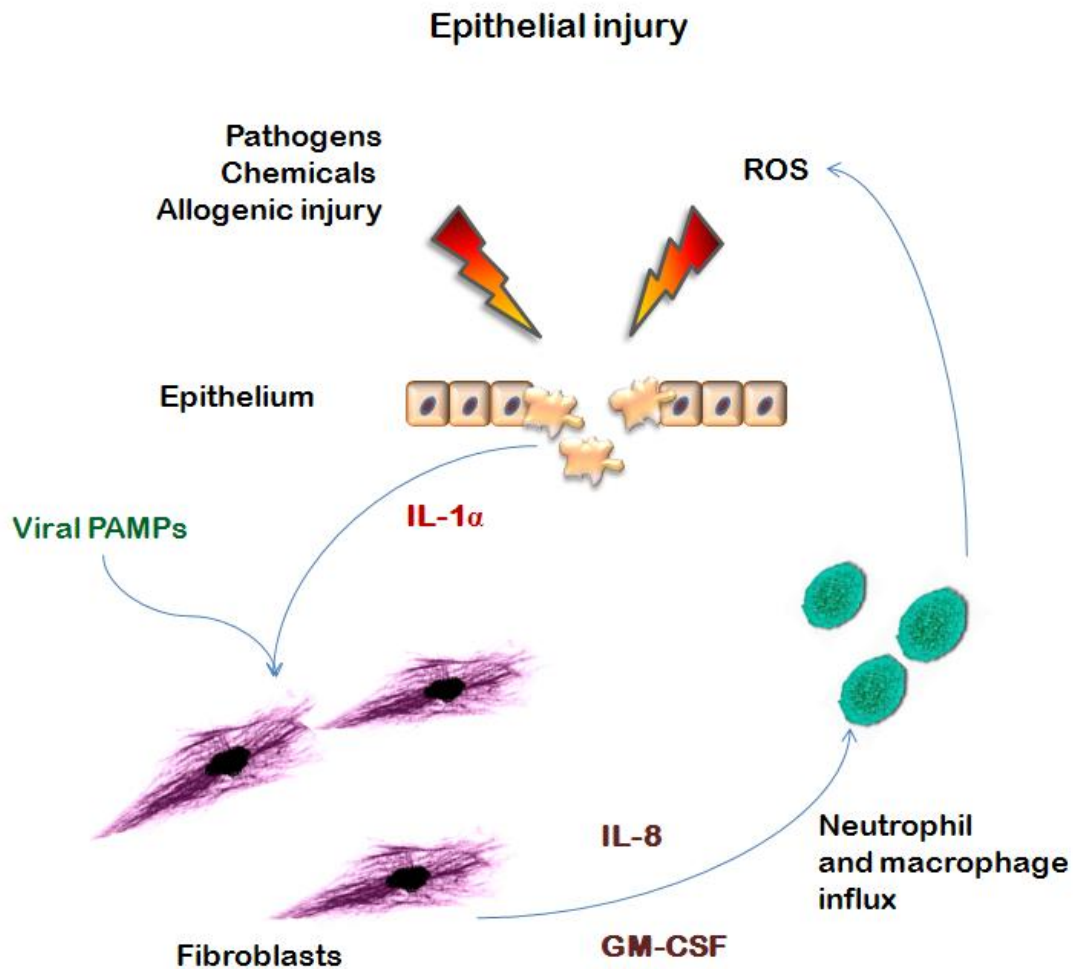 Epithelial injury
Pathogens
Chemicals
Allogenic injury
ROS
Epithelium
IL-1α
Viral PAMPs
IL-8
Neutrophil
and macrophage
influx
GM-CSF
Fibroblasts